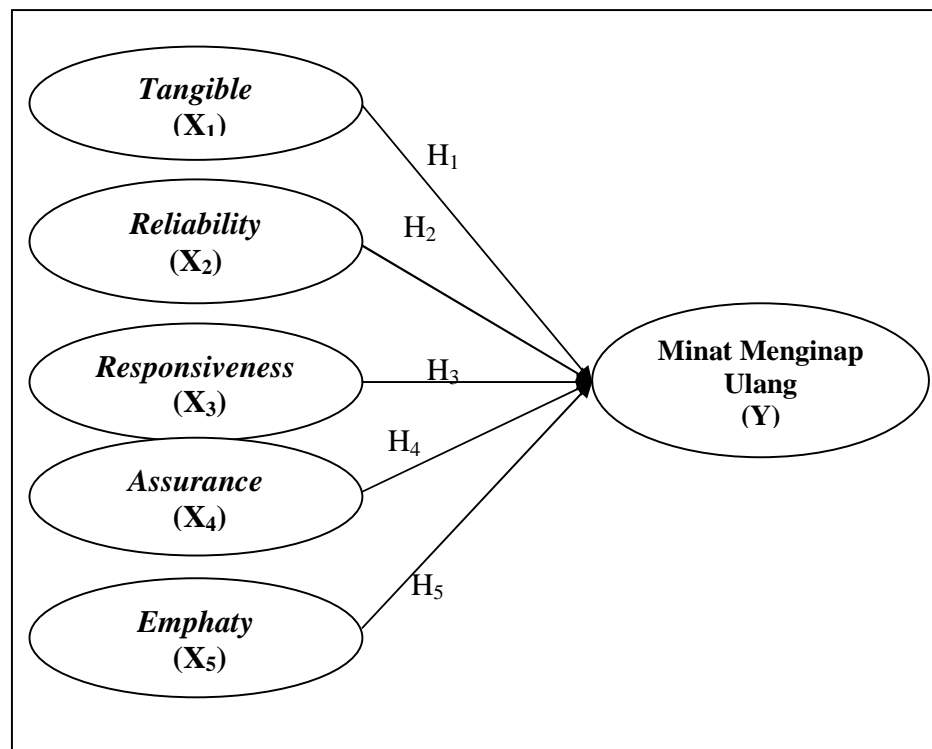 Tangible
(X₁)
H₁
Reliability
(X₂)
H₂
Responsiveness
(X₃)
H₃
Assurance
(X₄)
H₄
Emphaty
(X₅)
H₅
Minat Menginap
Ulang
(Y)